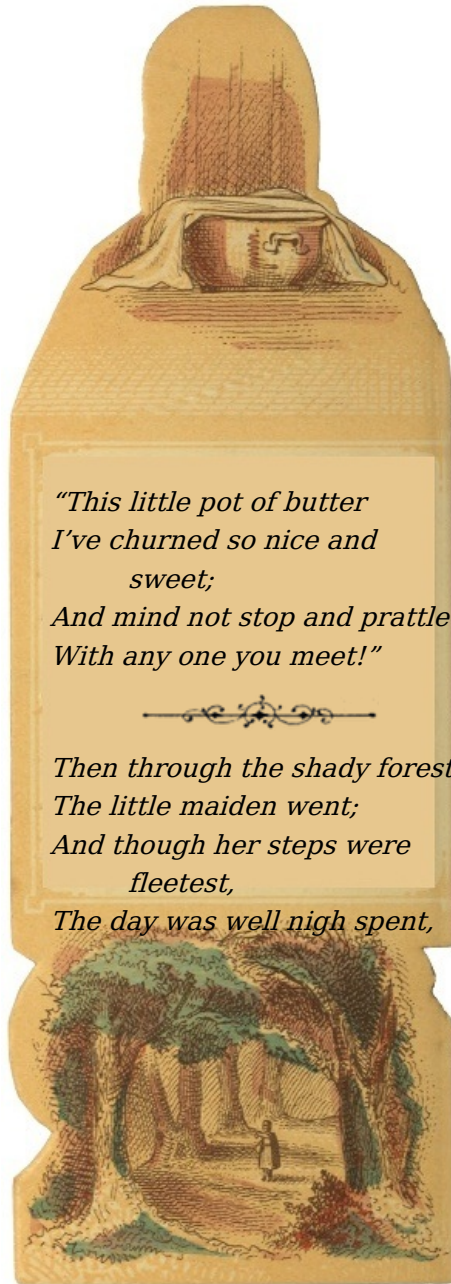 “This little pot of butter
I’ve churned so nice and
sweet;
And mind not stop and prattle
With any one you meet!”
Then through the shady forest
The little maiden went;
And though her steps were
fleetest,
The day was well nigh spent,